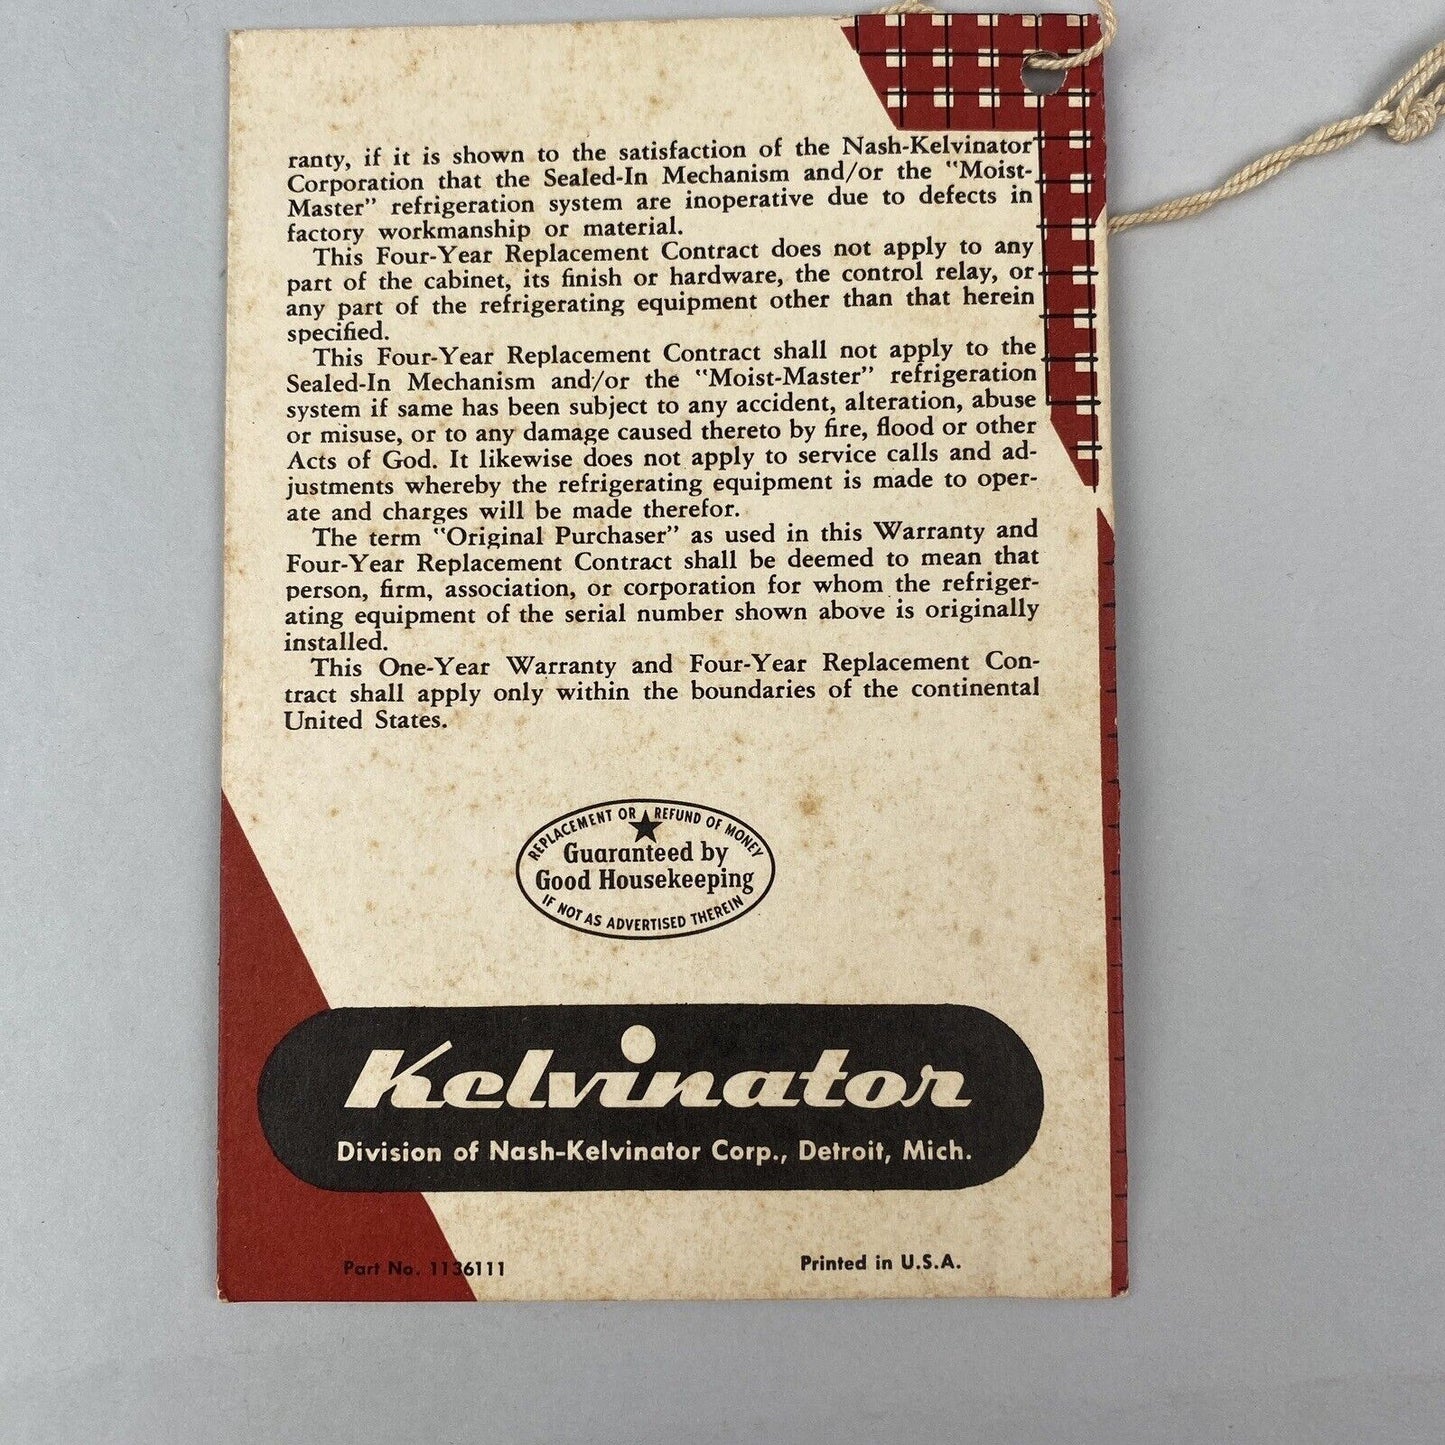 ranty, if it is shown to the satisfaction of the Nash-Kelvinator
Corporation that the Sealed-In Mechanism and/or the "Moist-
Master" refrigeration system are inoperative due to defects in
factory workmanship or material.
This Four-Year Replacement Contract does not apply to any
part of the cabinet, its finish or hardware, the control relay, or
any part of the refrigerating equipment other than that herein
specified.
This Four-Year Replacement Contract shall not apply to the
Sealed-In Mechanism and/or the "Moist-Master" refrigeration
system if same has been subject to any accident, alteration, abuse
or misuse, or to any damage caused thereto by fire, flood or other
Acts of God. It likewise does not apply to service calls and ad-
justments whereby the refrigerating equipment is made to oper-
ate and charges will be made therefor.
The term "Original Purchaser" as used in this Warranty and
Four-Year Replacement Contract shall be deemed to mean that
person, firm, association, or corporation for whom the refriger-
ating equipment of the serial number shown above is originally
installed.
This One-Year Warranty and Four-Year Replacement Con-
tract shall apply only within the boundaries of the continental
United States.
REPLACEMENT OR REFUND OF MONEY
Guaranteed by
Good Housekeeping
IF NOT AS ADVERTISED THEREIN
Kelvinator
Division of Nash-Kelvinator Corp., Detroit, Mich.
Part No. 1136111
Printed in U.S.A.